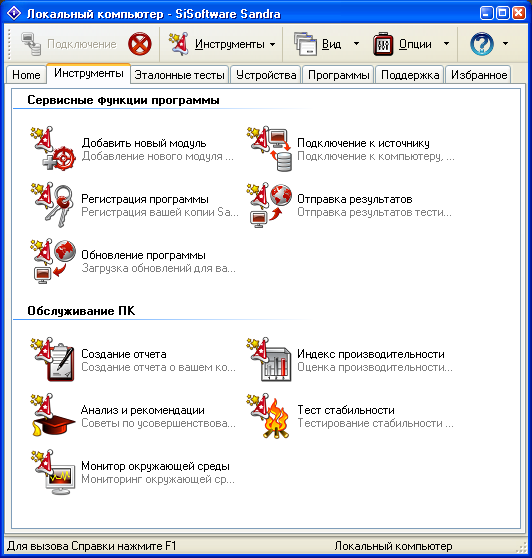 Локальный компьютер - SiSoftware Sandra
Подключение Инструменты Вид Опции
Home Инструменты Эталонные тесты Устройства Программы Поддержка Избранное
Сервисные функции программы
Добавить новый модуль
Добавление нового модуля ...
Подключение к источнику
Подключение к компьютеру, ...
Регистрация программы
Регистрация вашей копии Sa...
Отправка результатов
Отправка результатов тести...
Обновление программы
Загрузка обновлений для ва...
Обслуживание ПК
Создание отчета
Создание отчета о вашем ко...
Индекс производительности
Оценка производительност...
Анализ и рекомендации
Советы по усовершенствова...
Тест стабильности
Тестирование стабильности ...
Монитор окружающей среды
Мониторинг окружающей ср...
Для вызова Справки нажмите F1 Локальный компьютер